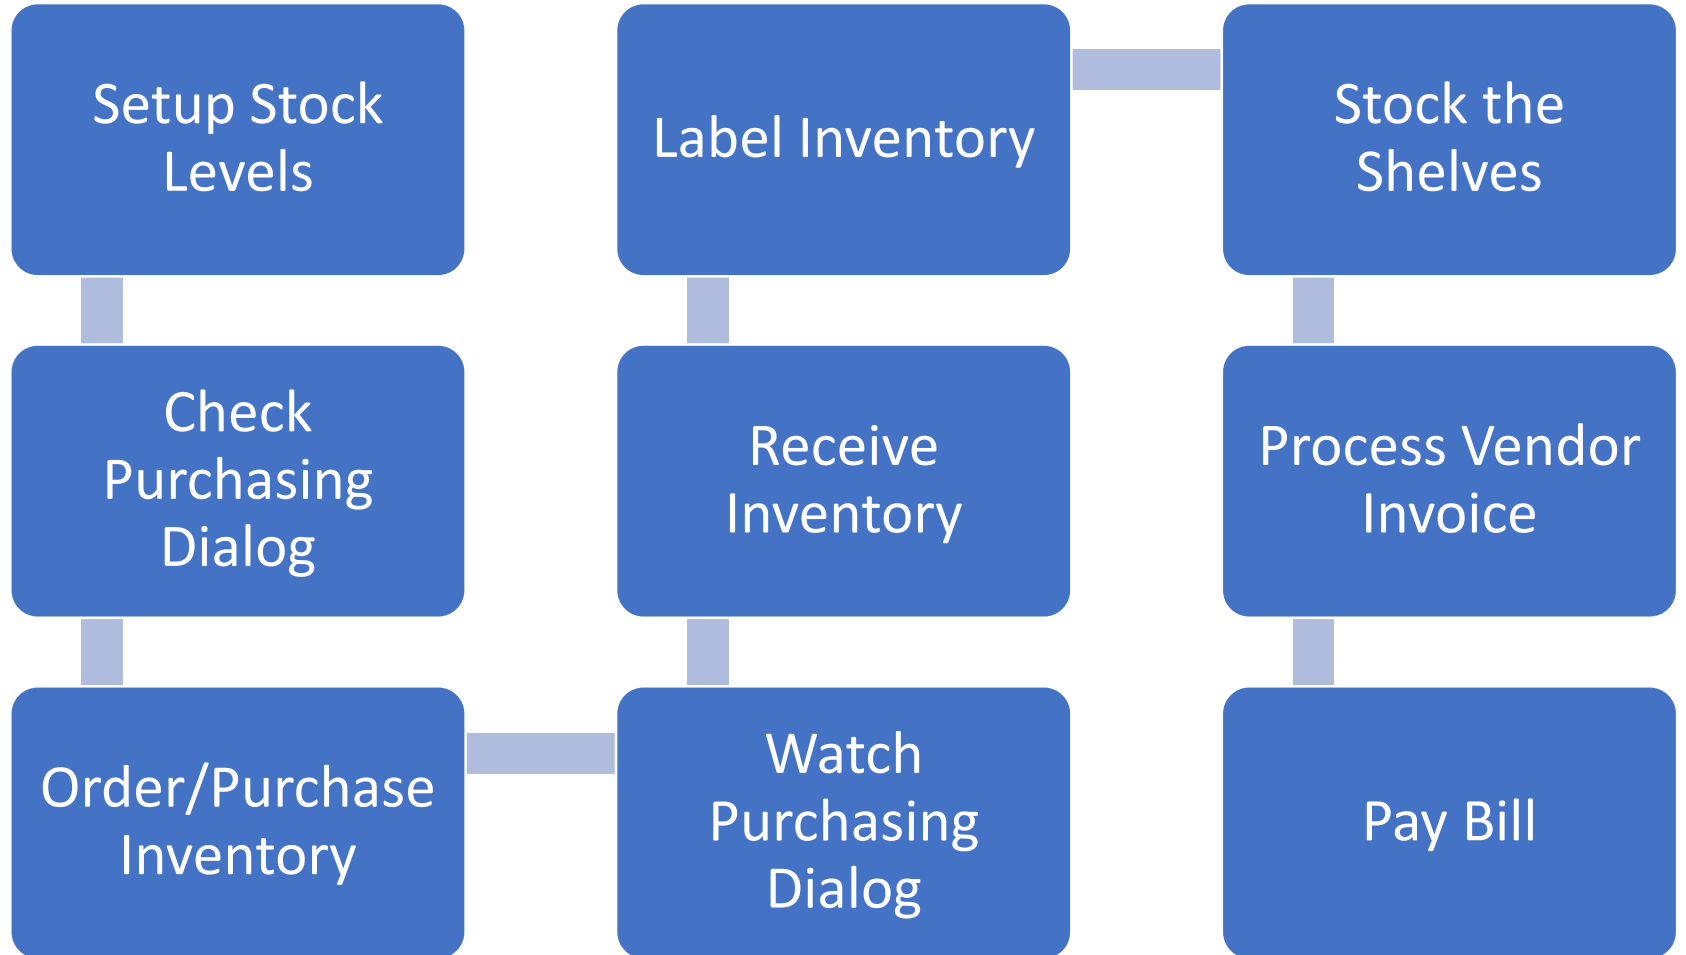 Setup Stock
Levels
Check
Purchasing
Dialog
Order/Purchase
Inventory
Watch
Purchasing
Dialog
Receive
Inventory
Label Inventory
Stock the
Shelves
Process Vendor
Invoice
Pay Bill